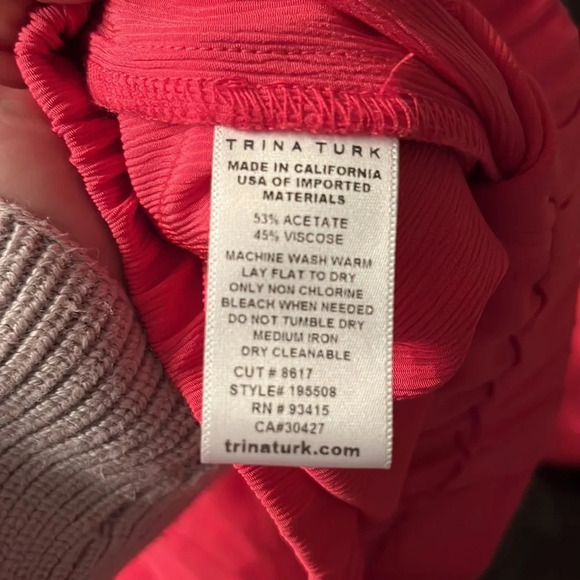 TRINA TURK
MADE IN CALIFORNIA
USA OF IMPORTED
MATERIALS
53% ACETATE
45% VISCOSE
MACHINE WASH WARM
LAY FLAT TO DRY
ONLY NON CHLORINE
BLEACH WHEN NEEDED
DO NOT TUMBLE DRY
MEDIUM IRON
DRY CLEANABLE
CUT # 8617
STYLE# 195508
RN # 93415
CA#30427
trinaturk.com